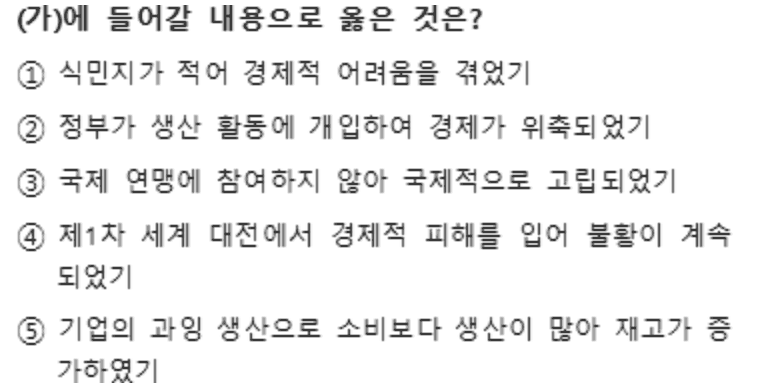 (가)에 들어갈 내용으로 옳은 것은?
① 식민지가 적어 경제적 어려움을 겪었기
② 정부가 생산 활동에 개입하여 경제가 위축되었기
③ 국제 연맹에 참여하지 않아 국제적으로 고립되었기
④ 제1차 세계 대전에서 경제적 피해를 입어 불황이 계속
되었기
⑤ 기업의 과잉 생산으로 소비보다 생산이 많아 재고가 증
가하였기